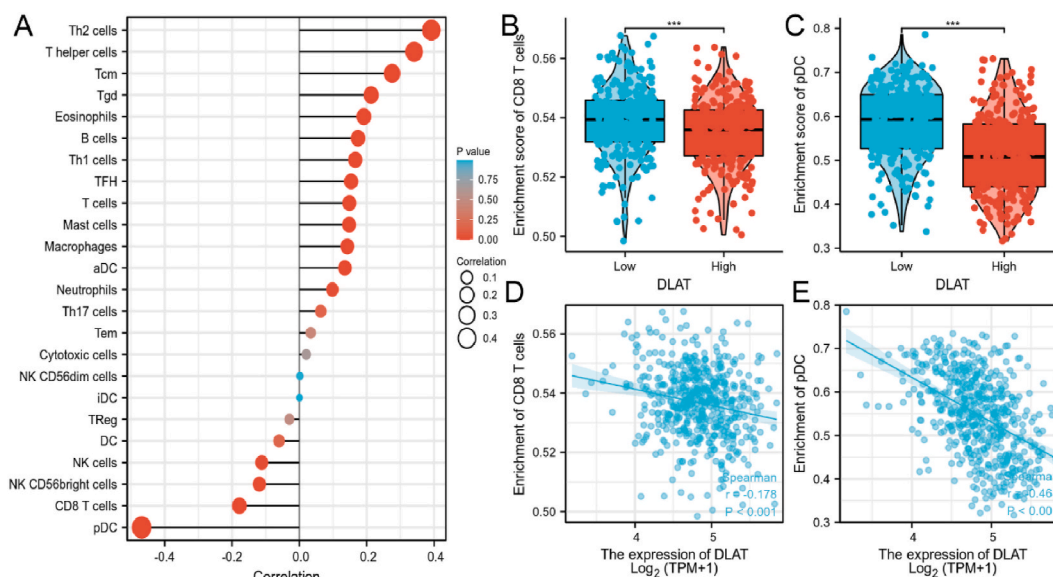 A
Th2 cells
T helper cells
Tcm
Tgd
Eosinophils
B cells
Th1 cells
TFH
T cells
Mast cells
Macrophages
aDC
Neutrophils
Th17 cells
Tem
Cytotoxic cells
NK CD56dim cells
iDC
TReg
DC
NK cells
NK CD56bright cells
CD8 T cells
pDC
-0.4
-0.2
0.0
0.2
0.4
Correlation
P value
0.75
0.50
0.25
0.00
Correlation
0.1
0.2
0.3
0.4
B
***
Enrichment score of CD8 T cells
0.56
0.54
0.52
0.50
Low
High
DLAT
C
***
Enrichment score of pDC
0.8
0.7
0.6
0.5
0.4
0.3
Low
High
DLAT
D
Enrichment of CD8 T cells
0.56
0.54
0.52
0.50
Spearman
r = -0.178
P < 0.001
4
5
The expression of DLAT
Log₂ (TPM+1)
E
Enrichment of pDC
0.8
0.7
0.6
0.5
0.4
0.3
r = -0.46
P < 0.00
4
5
The expression of DLAT
Log₂ (TPM+1)